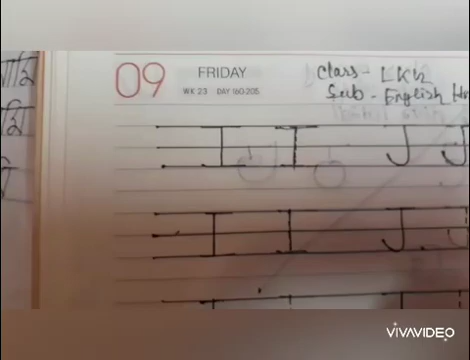 09 FRIDAY Class - LKG
WK 23 DAY 160-205 Sub - English
I I J J
I I J J
VIVAVIDEO